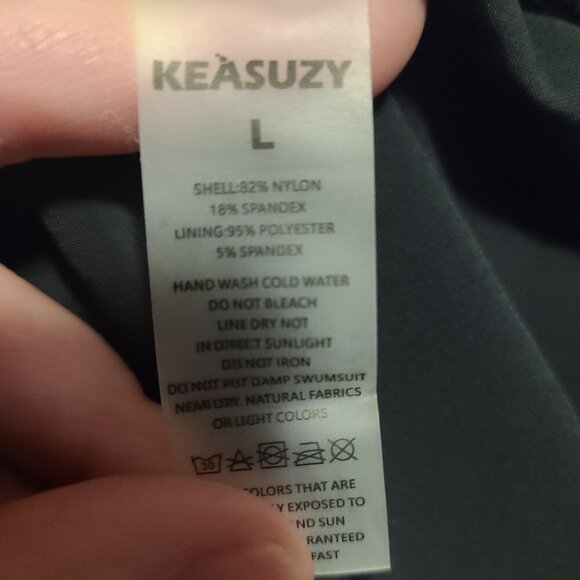 KEÀSUZY
L
SHELL:82% NYLON
18% SPANDEX
LINING:95% POLYESTER
5% SPANDEX
HAND WASH COLD WATER
DO NOT BLEACH
LINE DRY NOT
IN DIRECT SUNLIGHT
DO NOT IRON
DO NOT PUT DAMP SWUMSUIT
NEAR DRY. NATURAL FABRICS
OR LIGHT COLORS
30
COLORS THAT ARE
Y EXPOSED TO
ND SUN
RANTEED
FAST